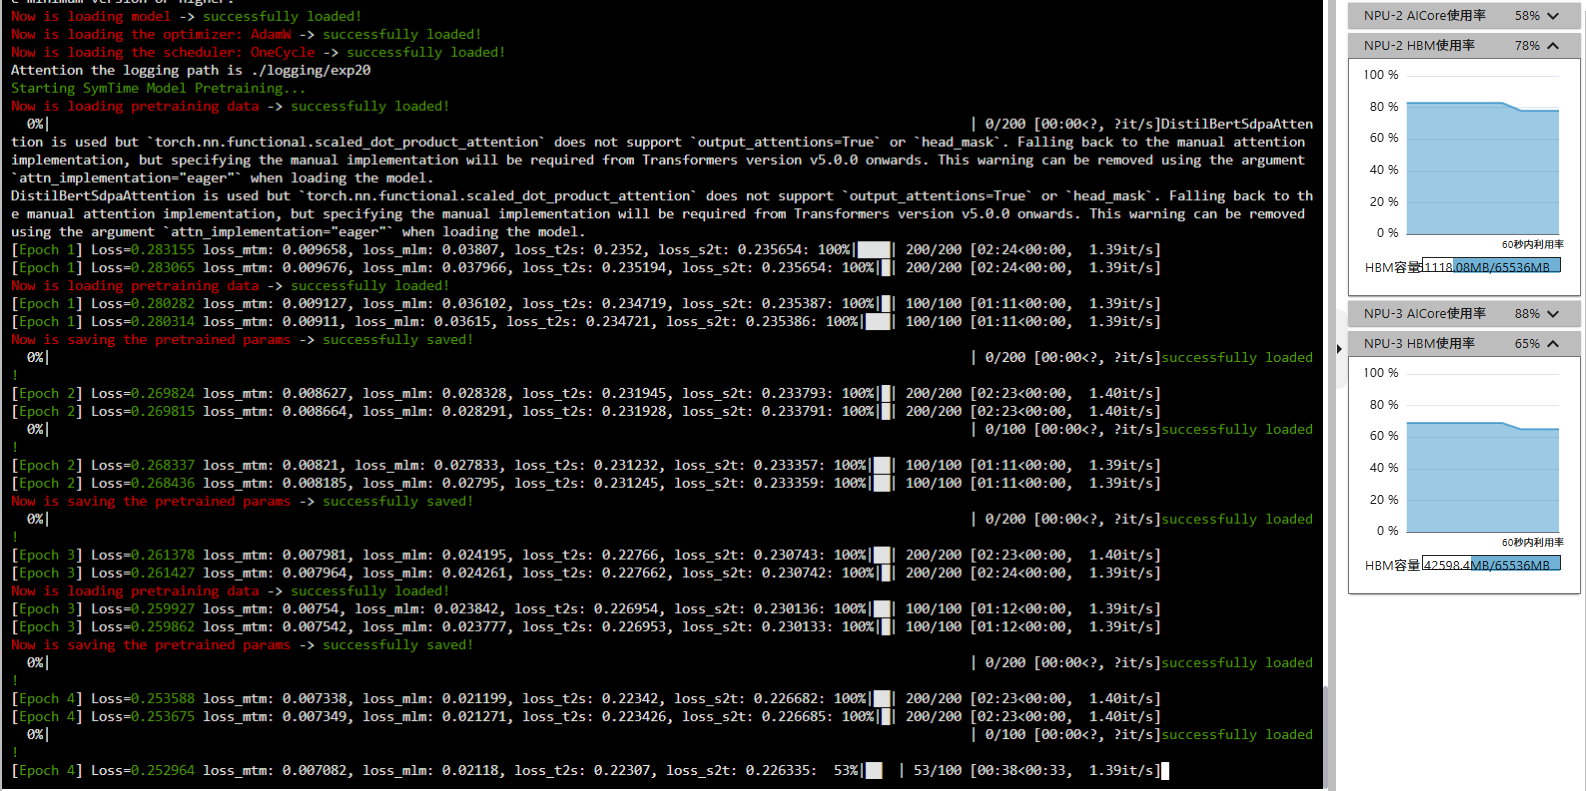 e minimum version or higher.
Now is loading model -> successfully loaded!
Now is loading the optimizer: AdamW -> successfully loaded!
Now is loading the scheduler: OneCycle -> successfully loaded!
Attention the logging path is ./logging/exp20
Starting SymTime Model Pretraining...
Now is loading pretraining data -> successfully loaded!
0%| | 0/200 [00:00<?, ?it/s]DistilBertSdpaAtten
tion is used but `torch.nn.functional.scaled_dot_product_attention` does not support `output_attentions=True` or `head_mask`. Falling back to the manual attention
implementation, but specifying the manual implementation will be required from Transformers version v5.0.0 onwards. This warning can be removed using the argument
`attn_implementation="eager"` when loading the model.
DistilBertSdpaAttention is used but `torch.nn.functional.scaled_dot_product_attention` does not support `output_attentions=True` or `head_mask`. Falling back to th
e manual attention implementation, but specifying the manual implementation will be required from Transformers version v5.0.0 onwards. This warning can be removed
using the argument `attn_implementation="eager"` when loading the model.
[Epoch 1] Loss=0.283155 loss_mtm: 0.009658, loss_mlm: 0.03807, loss_t2s: 0.2352, loss_s2t: 0.235654: 100%|████| 200/200 [02:24<00:00, 1.39it/s]
[Epoch 1] Loss=0.283065 loss_mtm: 0.009676, loss_mlm: 0.037966, loss_t2s: 0.235194, loss_s2t: 0.235654: 100%|█| 200/200 [02:24<00:00, 1.39it/s]
Now is loading pretraining data -> successfully loaded!
[Epoch 1] Loss=0.280282 loss_mtm: 0.009127, loss_mlm: 0.036102, loss_t2s: 0.234719, loss_s2t: 0.235387: 100%|█| 100/100 [01:11<00:00, 1.39it/s]
[Epoch 1] Loss=0.280314 loss_mtm: 0.00911, loss_mlm: 0.03615, loss_t2s: 0.234721, loss_s2t: 0.235386: 100%|███| 100/100 [01:11<00:00, 1.39it/s]
Now is saving the pretrained params -> successfully saved!
0%| | 0/200 [00:00<?, ?it/s]successfully loaded
!
[Epoch 2] Loss=0.269824 loss_mtm: 0.008627, loss_mlm: 0.028328, loss_t2s: 0.231945, loss_s2t: 0.233793: 100%|█| 200/200 [02:23<00:00, 1.40it/s]
[Epoch 2] Loss=0.269815 loss_mtm: 0.008664, loss_mlm: 0.028291, loss_t2s: 0.231928, loss_s2t: 0.233791: 100%|█| 200/200 [02:23<00:00, 1.40it/s]
0%| | 0/100 [00:00<?, ?it/s]successfully loaded
!
[Epoch 2] Loss=0.268337 loss_mtm: 0.00821, loss_mlm: 0.027833, loss_t2s: 0.231232, loss_s2t: 0.233357: 100%|██| 100/100 [01:11<00:00, 1.39it/s]
[Epoch 2] Loss=0.268436 loss_mtm: 0.008185, loss_mlm: 0.02795, loss_t2s: 0.231245, loss_s2t: 0.233359: 100%|██| 100/100 [01:11<00:00, 1.39it/s]
Now is saving the pretrained params -> successfully saved!
0%| | 0/200 [00:00<?, ?it/s]successfully loaded
!
[Epoch 3] Loss=0.261378 loss_mtm: 0.007981, loss_mlm: 0.024195, loss_t2s: 0.22766, loss_s2t: 0.230743: 100%|██| 200/200 [02:23<00:00, 1.40it/s]
[Epoch 3] Loss=0.261427 loss_mtm: 0.007964, loss_mlm: 0.024261, loss_t2s: 0.227662, loss_s2t: 0.230742: 100%|█| 200/200 [02:24<00:00, 1.39it/s]
Now is loading pretraining data -> successfully loaded!
[Epoch 3] Loss=0.259927 loss_mtm: 0.00754, loss_mlm: 0.023842, loss_t2s: 0.226954, loss_s2t: 0.230136: 100%|██| 100/100 [01:12<00:00, 1.39it/s]
[Epoch 3] Loss=0.259862 loss_mtm: 0.007542, loss_mlm: 0.023777, loss_t2s: 0.226953, loss_s2t: 0.230133: 100%|█| 100/100 [01:12<00:00, 1.39it/s]
Now is saving the pretrained params -> successfully saved!
0%| | 0/200 [00:00<?, ?it/s]successfully loaded
!
[Epoch 4] Loss=0.253588 loss_mtm: 0.007338, loss_mlm: 0.021199, loss_t2s: 0.22342, loss_s2t: 0.226682: 100%|██| 200/200 [02:23<00:00, 1.40it/s]
[Epoch 4] Loss=0.253675 loss_mtm: 0.007349, loss_mlm: 0.021271, loss_t2s: 0.223426, loss_s2t: 0.226685: 100%|█| 200/200 [02:23<00:00, 1.40it/s]
0%| | 0/100 [00:00<?, ?it/s]successfully loaded
!
[Epoch 4] Loss=0.252964 loss_mtm: 0.007082, loss_mlm: 0.02118, loss_t2s: 0.22307, loss_s2t: 0.226335: 53%|██ | 53/100 [00:38<00:33, 1.39it/s]
NPU-2 AICore使用率 58%
NPU-2 HBM使用率 78%
100 %
80 %
60 %
40 %
20 %
0 %
60秒内利用率
HBM容量 51118.08MB/65536MB
NPU-3 AICore使用率 88%
NPU-3 HBM使用率 65%
100 %
80 %
60 %
40 %
20 %
0 %
60秒内利用率
HBM容量 42598.4MB/65536MB